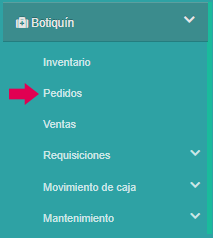 Botiquín
Inventario
Pedidos
Ventas
Requisiciones
Movimiento de caja
Mantenimiento